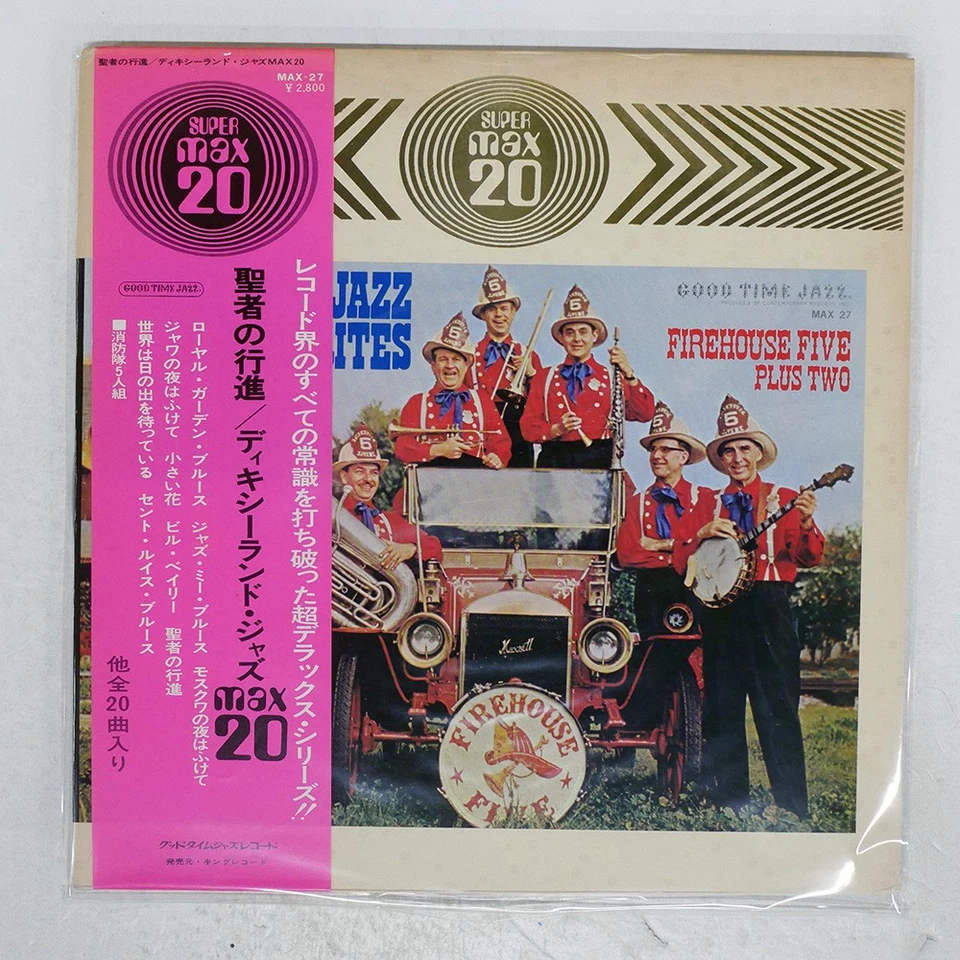 聖者の行進/ディキシーランド・ジャズMAX20
MAX-27
¥2,800
SUPER
max
20
レコード界のすべての常識を打ち破った超デラックス・シリーズ!!
聖者の行進/ディキシーランド・ジャズ
max
20
GOOD TIME JAZZ
ローヤル・ガーデン・ブルース ジャズ・ミー・ブルース モスクワの夜はふけて
ジャワの夜はふけて 小さい花 ビル・ベイリー 聖者の行進
世界は日の出を待っている セント・ルイス・ブルース
■消防隊5人組
他全20曲入り
グッドタイムジャズレコード
発売元・キングレコード
SUPER
max
20
JAZZ
ITES
GOOD TIME JAZZ
MAX 27
FIREHOUSE FIVE
PLUS TWO
6
6
6
6
6
6
Maxwell
FIREHOUSE
FIVE